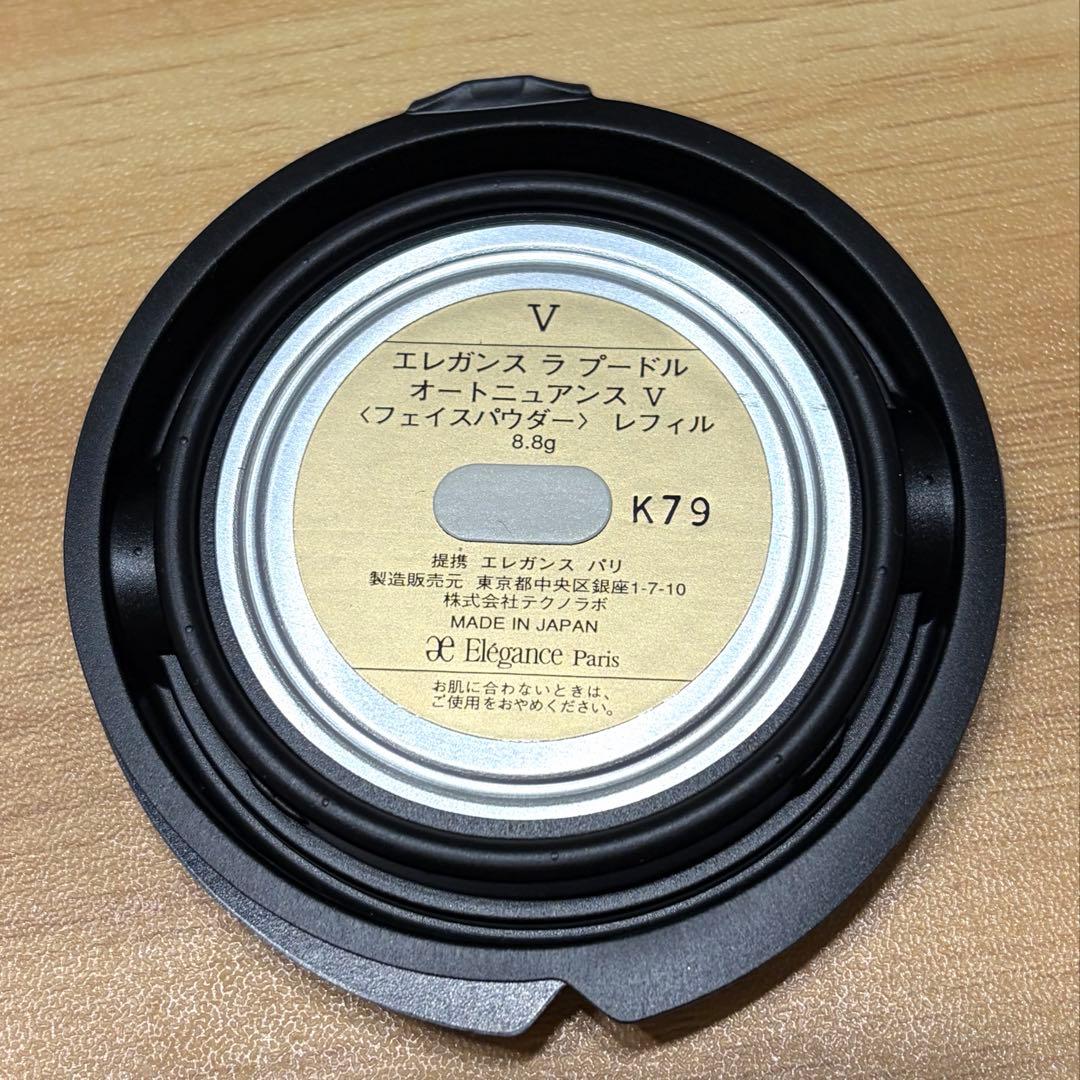 V
エレガンス ラ プードル
オートニュアンス V
〈フェイスパウダー〉 レフィル
8.8g
K79
提携 エレガンス パリ
製造販売元 東京都中央区銀座1-7-10
株式会社テクノラボ
MADE IN JAPAN
æ Elégance Paris
お肌に合わないときは、
ご使用をおやめください。